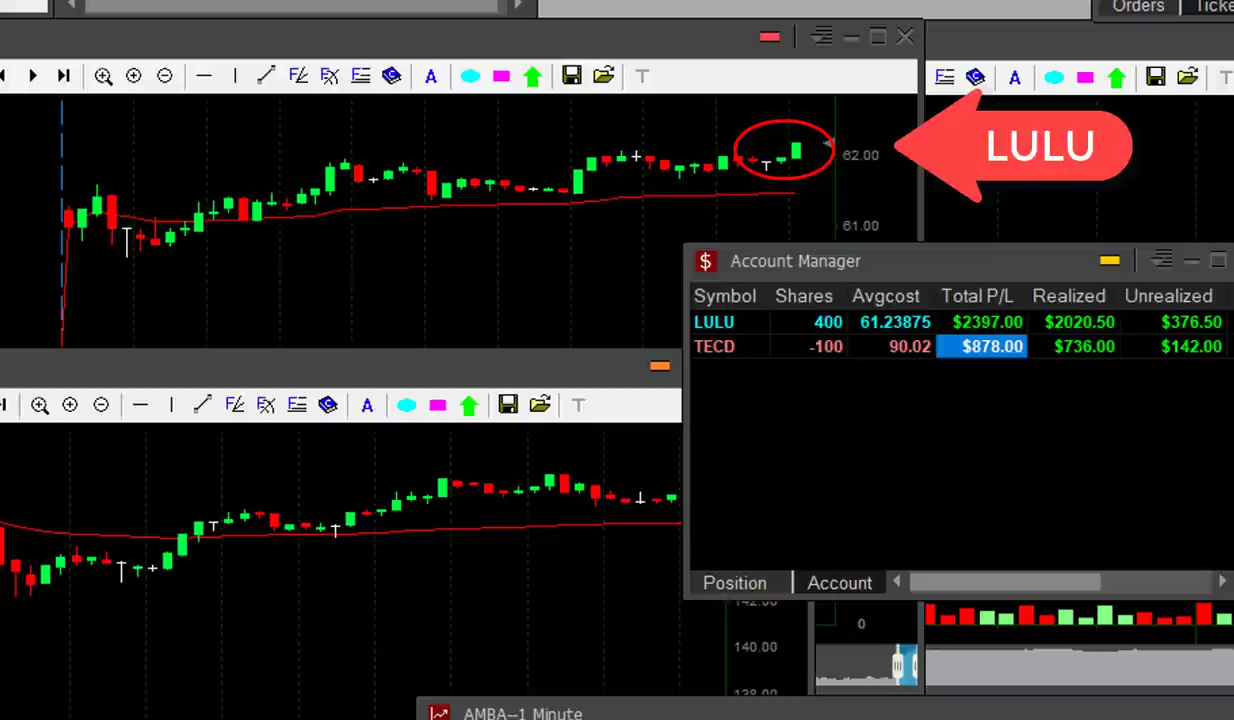 Orders
LULU
62.00
61.00
$ Account Manager
Symbol Shares Avgcost Total P/L Realized Unrealized
LULU 400 61.23875 $2397.00 $2020.50 $376.50
TECD -100 90.02 $878.00 $736.00 $142.00
Position Account
0
140.00
AMBA--1 Minute